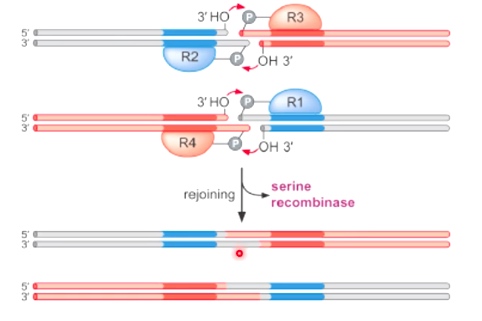 3′ HO P R3
5′
3′
R2 P OH 3′
3′ HO P R1
5′
3′
R4 P OH 3′
rejoining
serine
recombinase
5′
3′
5′
3′